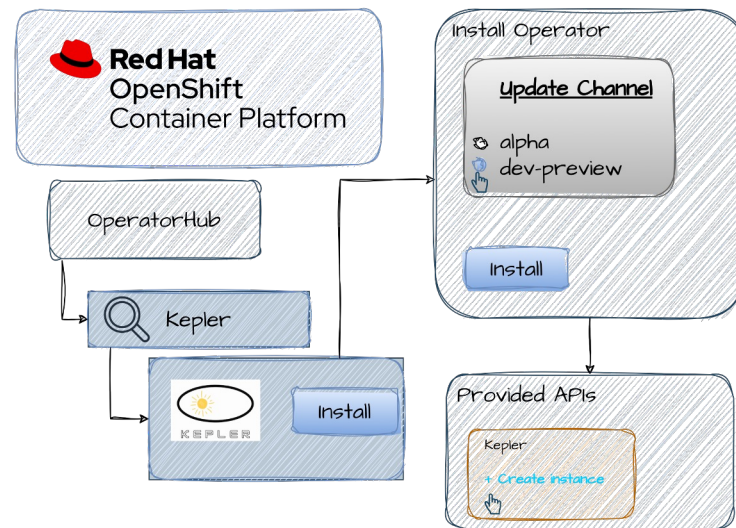 Red Hat
OpenShift
Container Platform
OperatorHub
Kepler
KEPLER
Install
Install Operator
Update Channel
alpha
dev-preview
Install
Provided APIs
Kepler
+ Create instance